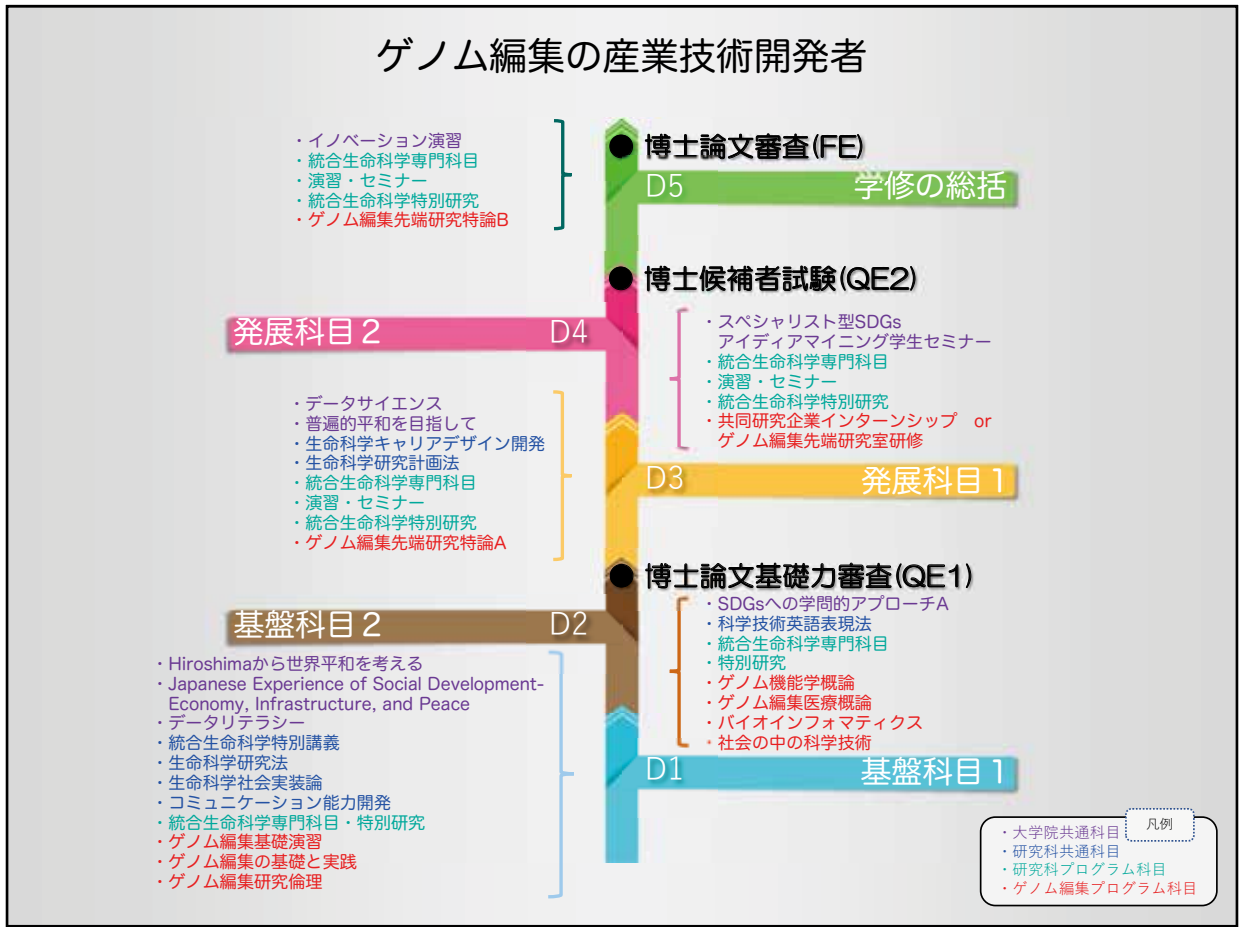 ゲノム編集の産業技術開発者
・イノベーション演習
・統合生命科学専門科目
・演習・セミナー
・統合生命科学特別研究
・ゲノム編集先端研究特論B
博士論文審査(FE)
D5 学修の総括
博士候補者試験(QE2)
発展科目2 D4
・スペシャリスト型SDGs
アイディアマイニング学生セミナー
・統合生命科学専門科目
・演習・セミナー
・統合生命科学特別研究
・共同研究企業インターンシップ or
ゲノム編集先端研究室研修
・データサイエンス
・普遍的平和を目指して
・生命科学キャリアデザイン開発
・生命科学研究計画法
・統合生命科学専門科目
・演習・セミナー
・統合生命科学特別研究
・ゲノム編集先端研究特論A
D3 発展科目1
博士論文基礎力審査(QE1)
基盤科目2 D2
・SDGsへの学問的アプローチA
・科学技術英語表現法
・統合生命科学専門科目
・特別研究
・ゲノム機能学概論
・ゲノム編集医療概論
・バイオインフォマティクス
* 社会の中の科学技術
・Hiroshimaから世界平和を考える
・Japanese Experience of Social Development-
Economy, Infrastructure, and Peace
・データリテラシー
・統合生命科学特別講義
・生命科学研究法
・生命科学社会実装論
・コミュニケーション能力開発
・統合生命科学専門科目・特別研究
・ゲノム編集基礎演習
・ゲノム編集の基礎と実践
・ゲノム編集研究倫理
D1 基盤科目1
凡例
・大学院共通科目
・研究科共通科目
・研究科プログラム科目
・ゲノム編集プログラム科目